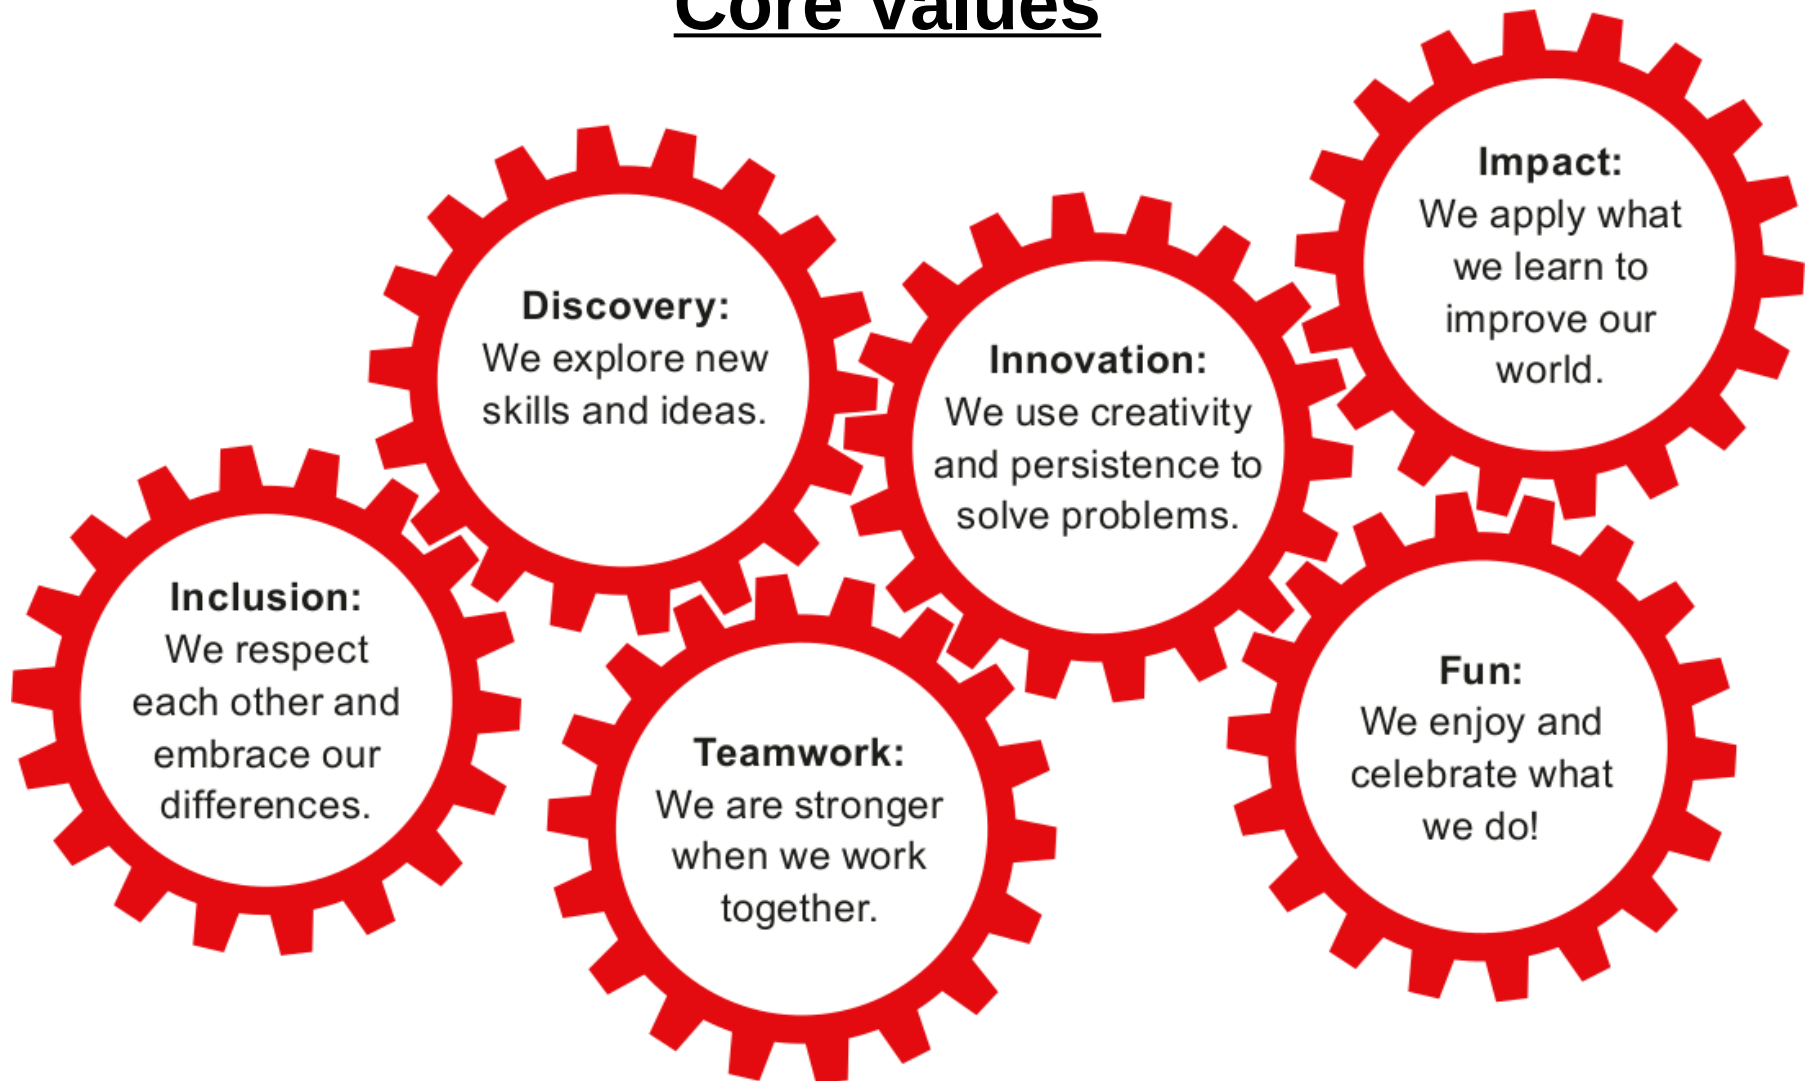 Core Values
Impact:
We apply what
we learn to
improve our
world.
Discovery:
We explore new
skills and ideas.
Innovation:
We use creativity
and persistence to
solve problems.
Inclusion:
We respect
each other and
embrace our
differences.
Teamwork:
We are stronger
when we work
together.
Fun:
We enjoy and
celebrate what
we do!